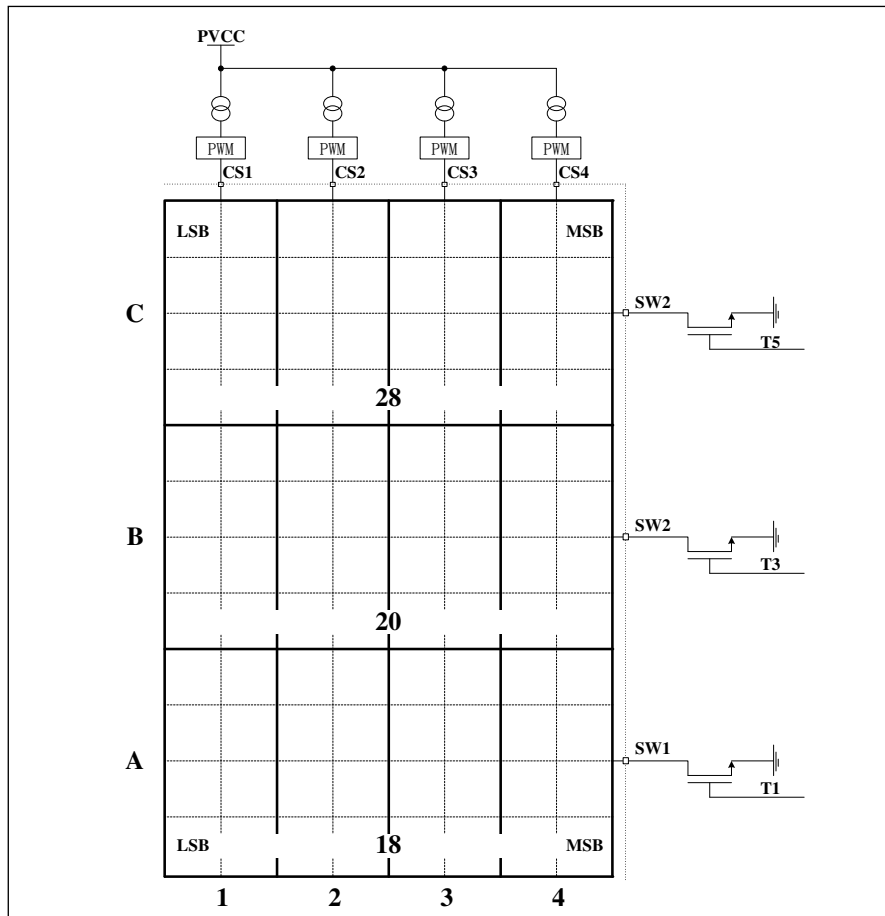 PVCC
PWM PWM PWM PWM
CS1 CS2 CS3 CS4
LSB MSB
C
SW2
T5
28
B
SW2
T3
20
A
SW1
T1
LSB 18 MSB
1 2 3 4